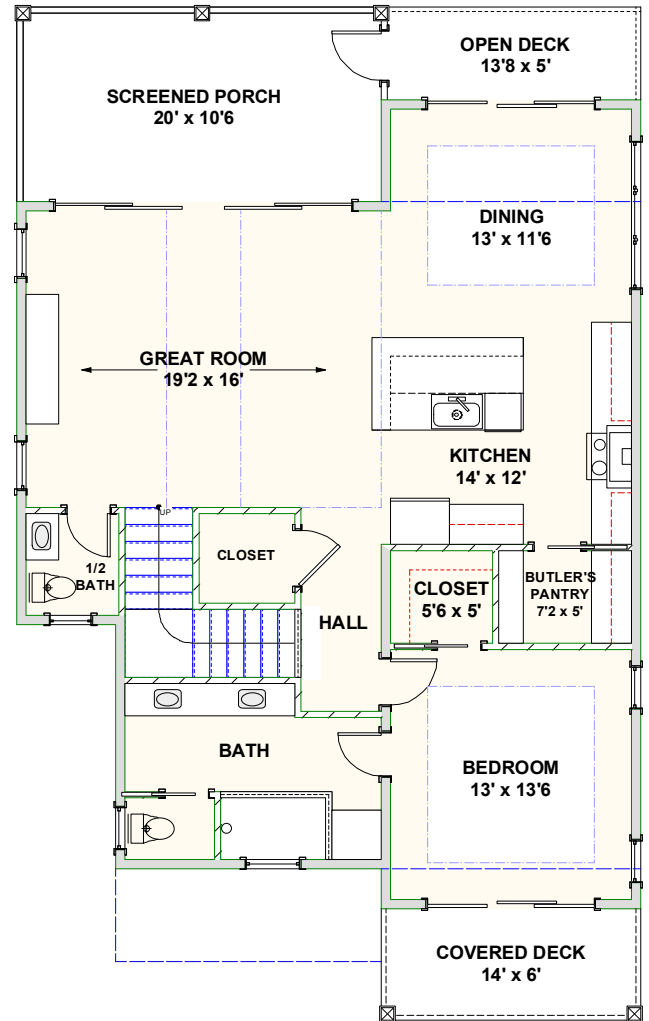 OPEN DECK
13'8 x 5'
SCREENED PORCH
20' x 10'6
DINING
13' x 11'6
GREAT ROOM
19'2 x 16'
KITCHEN
14' x 12'
UP
CLOSET
1/2
BATH
CLOSET
5'6 x 5'
BUTLER'S
PANTRY
7'2 x 5'
HALL
BATH
BEDROOM
13' x 13'6
COVERED DECK
14' x 6'